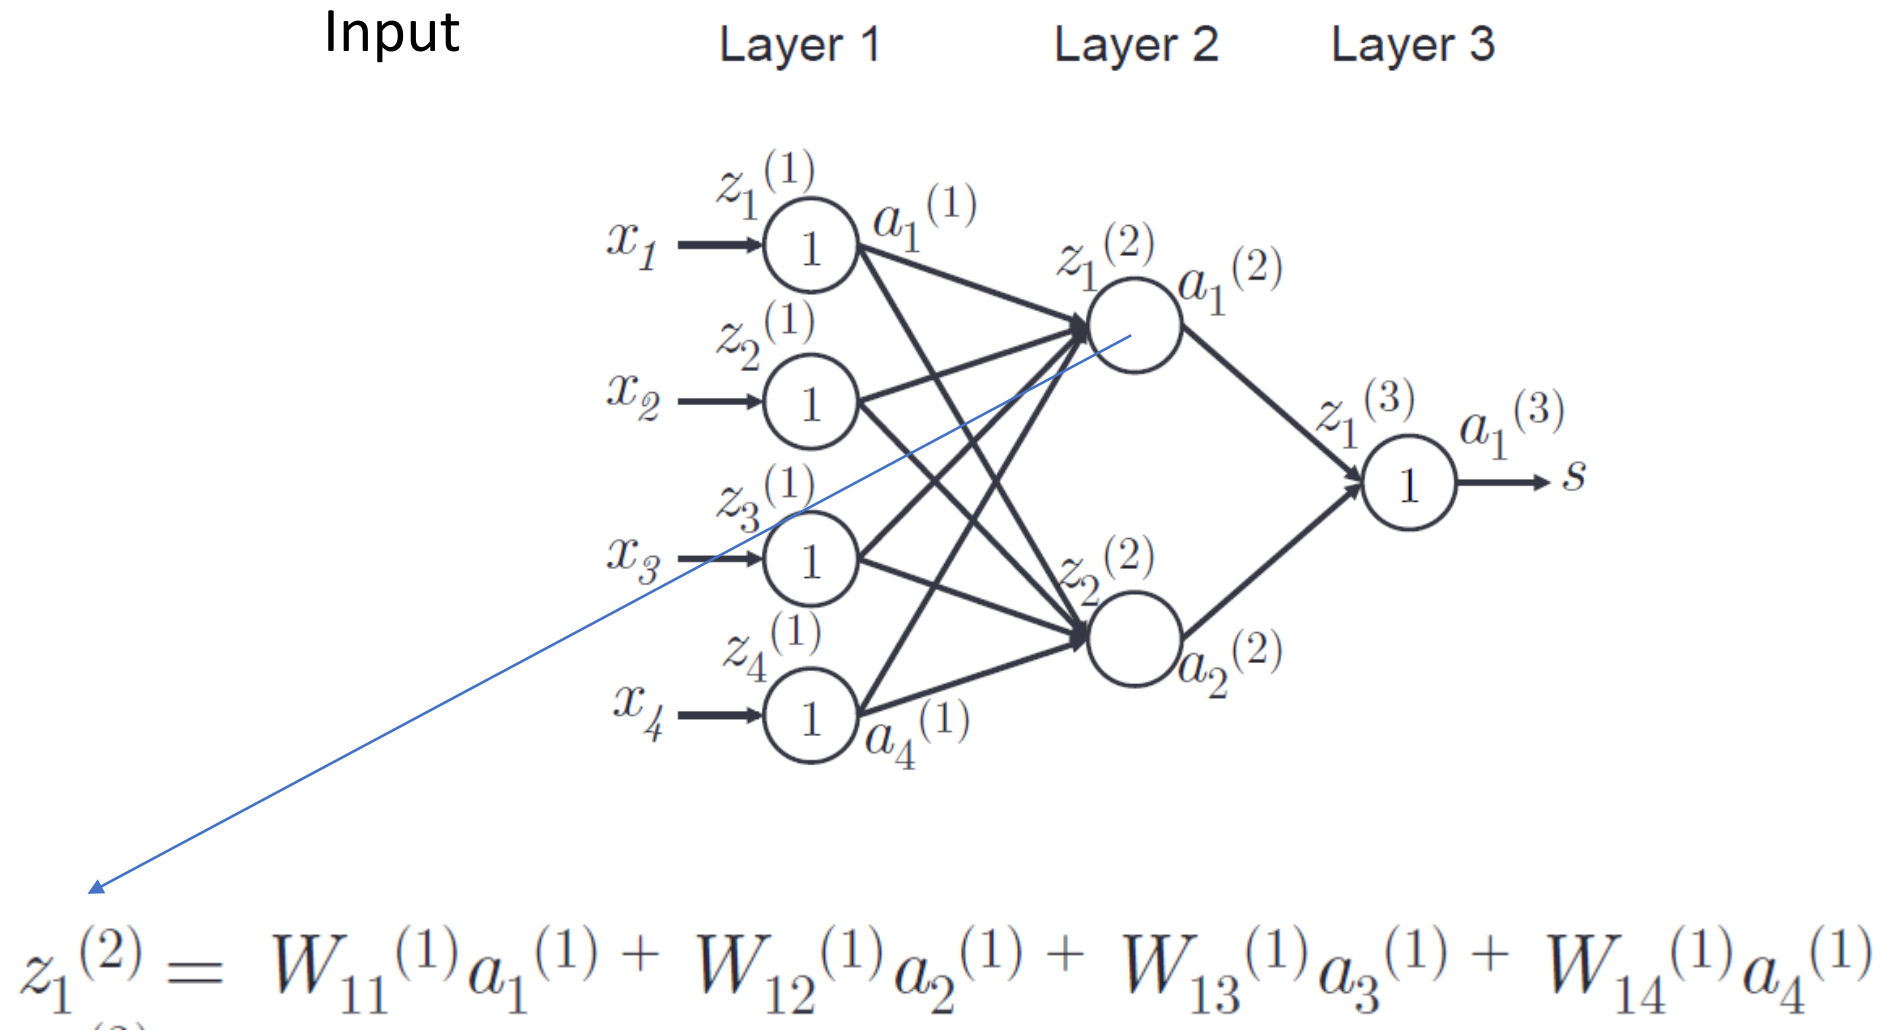 Input Layer 1 Layer 2 Layer 3
z₁⁽¹⁾
x₁ 1 a₁⁽¹⁾
z₁⁽²⁾ a₁⁽²⁾
z₂⁽¹⁾
x₂ 1
z₁⁽³⁾ a₁⁽³⁾
1 s
z₃⁽¹⁾
x₃ 1
z₂⁽²⁾
a₂⁽²⁾
z₄⁽¹⁾
x₄ 1 a₄⁽¹⁾
z₁⁽²⁾ = W₁₁⁽¹⁾a₁⁽¹⁾ + W₁₂⁽¹⁾a₂⁽¹⁾ + W₁₃⁽¹⁾a₃⁽¹⁾ + W₁₄⁽¹⁾a₄⁽¹⁾